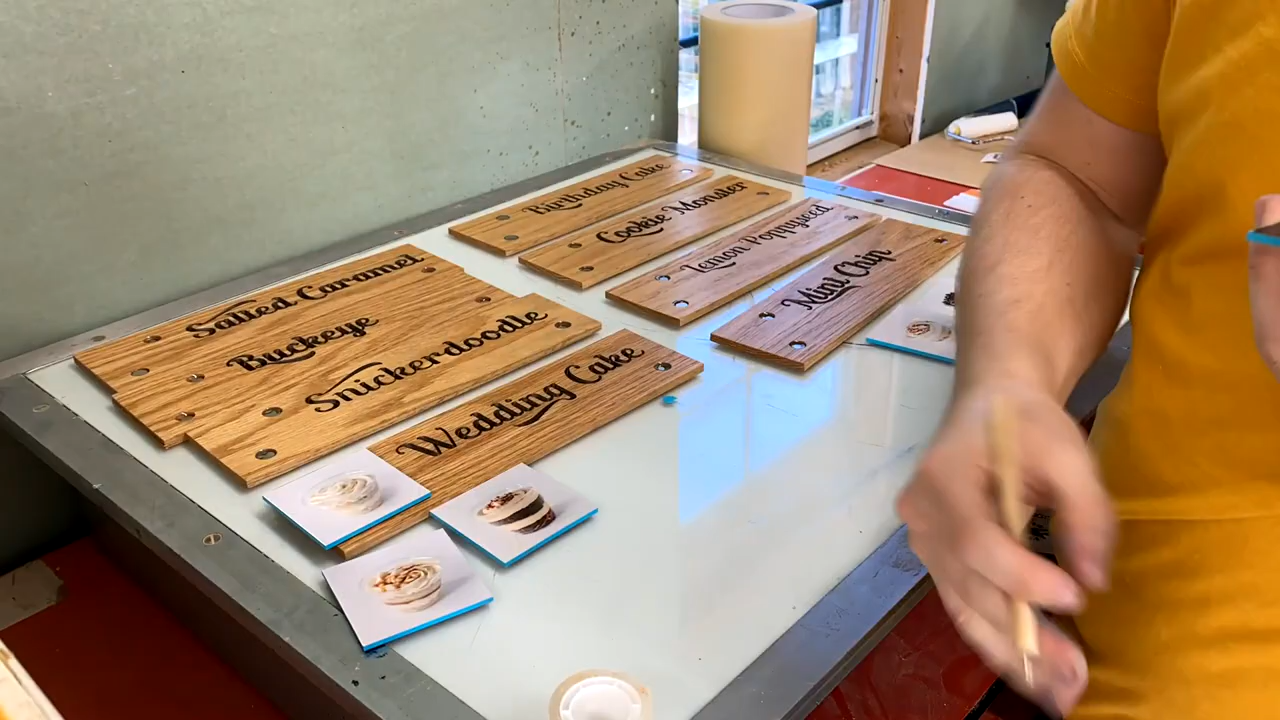 Birthday Cake
Cookie Monster
Lemon Poppyseed
Mini Chip
Salted Caramel
Buckeye
Snickerdoodle
Wedding Cake